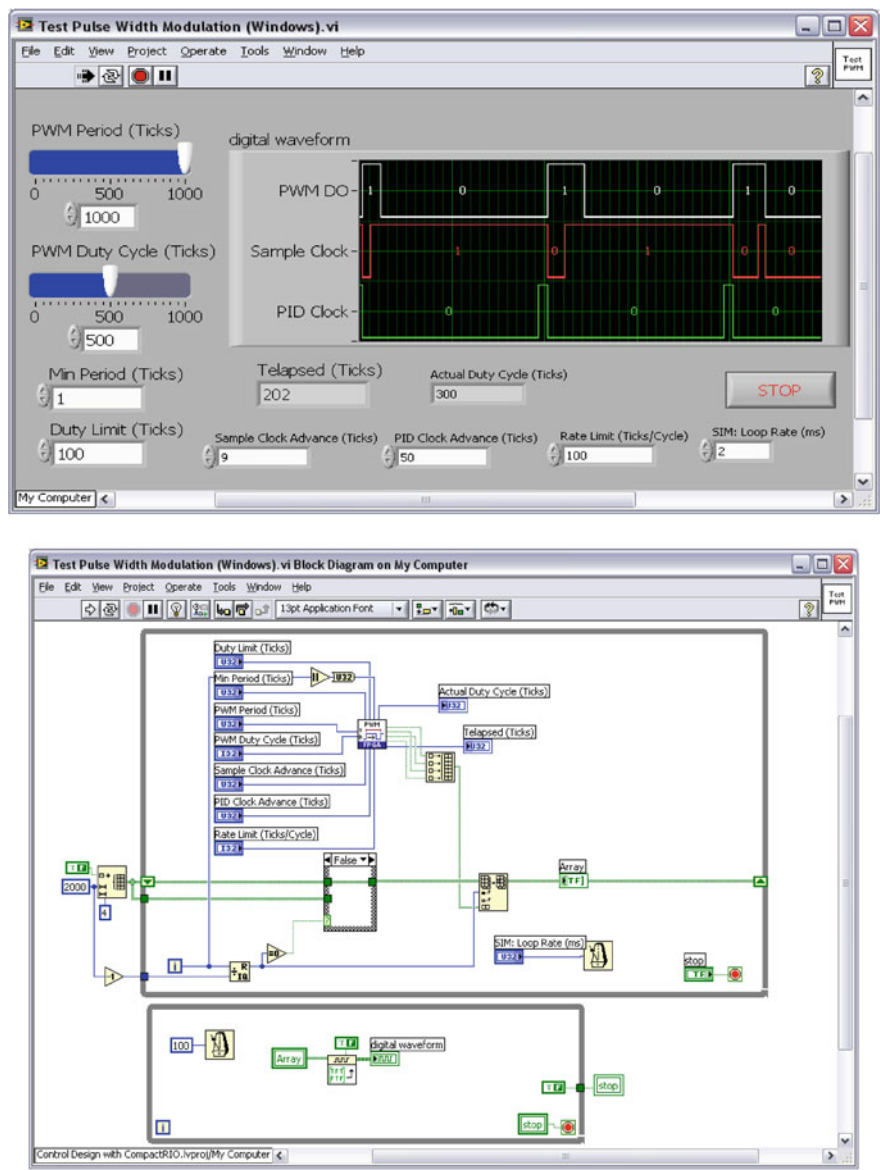 Test Pulse Width Modulation (Windows).vi
File Edit View Project Operate Tools Window Help
Test PWM
PWM Period (Ticks)
0 500 1000
1000
PWM Duty Cycle (Ticks)
0 500 1000
500
Min Period (Ticks)
1
Duty Limit (Ticks)
100
digital waveform
PWM DO
1 0 1 0 1 0
Sample Clock
1 0 1 0 0
PID Clock
0 0 0
Telapsed (Ticks)
202
Actual Duty Cycle (Ticks)
300
STOP
Sample Clock Advance (Ticks)
9
PID Clock Advance (Ticks)
50
Rate Limit (Ticks/Cycle)
100
SIM: Loop Rate (ms)
2
My Computer
Test Pulse Width Modulation (Windows).vi Block Diagram on My Computer
File Edit View Project Operate Tools Window Help
13pt Application Font
Test PWM
Duty Limit (Ticks)
U32
Min Period (Ticks)
U32
U32
PWM Period (Ticks)
U32
PWM Duty Cycle (Ticks)
I32
Sample Clock Advance (Ticks)
U32
PID Clock Advance (Ticks)
U32
Rate Limit (Ticks/Cycle)
I32
PWM
FPGA
Actual Duty Cycle (Ticks)
U32
Telapsed (Ticks)
U32
False
T F
2000
4
-1
i
R
IQ
=0
?
Array
TF
SIM: Loop Rate (ms)
U32
stop
TF
100
Array
T F
digital waveform
i
T F
stop
stop
Control Design with CompactRIO.lvproj/My Computer